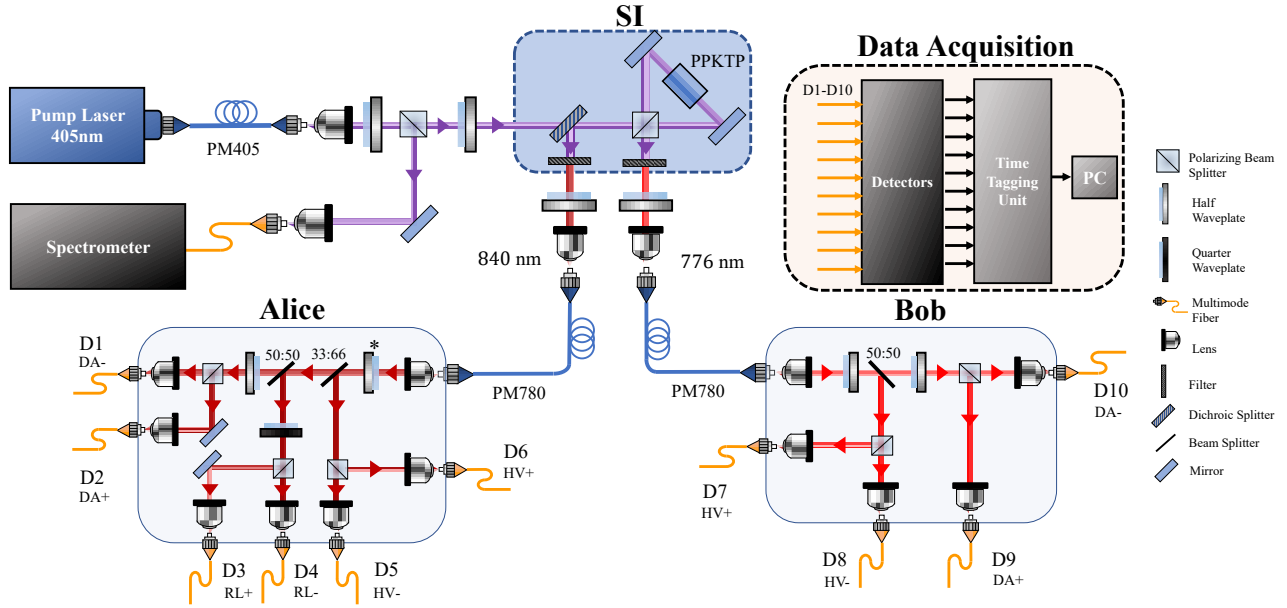 SI
PPKTP
Pump Laser
405nm
PM405
Spectrometer
840 nm
776 nm
Data Acquisition
D1-D10
Detectors
Time
Tagging
Unit
PC
Polarizing Beam
Splitter
Half
Waveplate
Quarter
Waveplate
Multimode
Fiber
Lens
Filter
Dichroic Splitter
Beam Splitter
Mirror
Alice
D1
DA-
50:50
33:66
*
PM780
D2
DA+
D6
HV+
D3
RL+
D4
RL-
D5
HV-
Bob
PM780
50:50
D10
DA-
D7
HV+
D8
HV-
D9
DA+